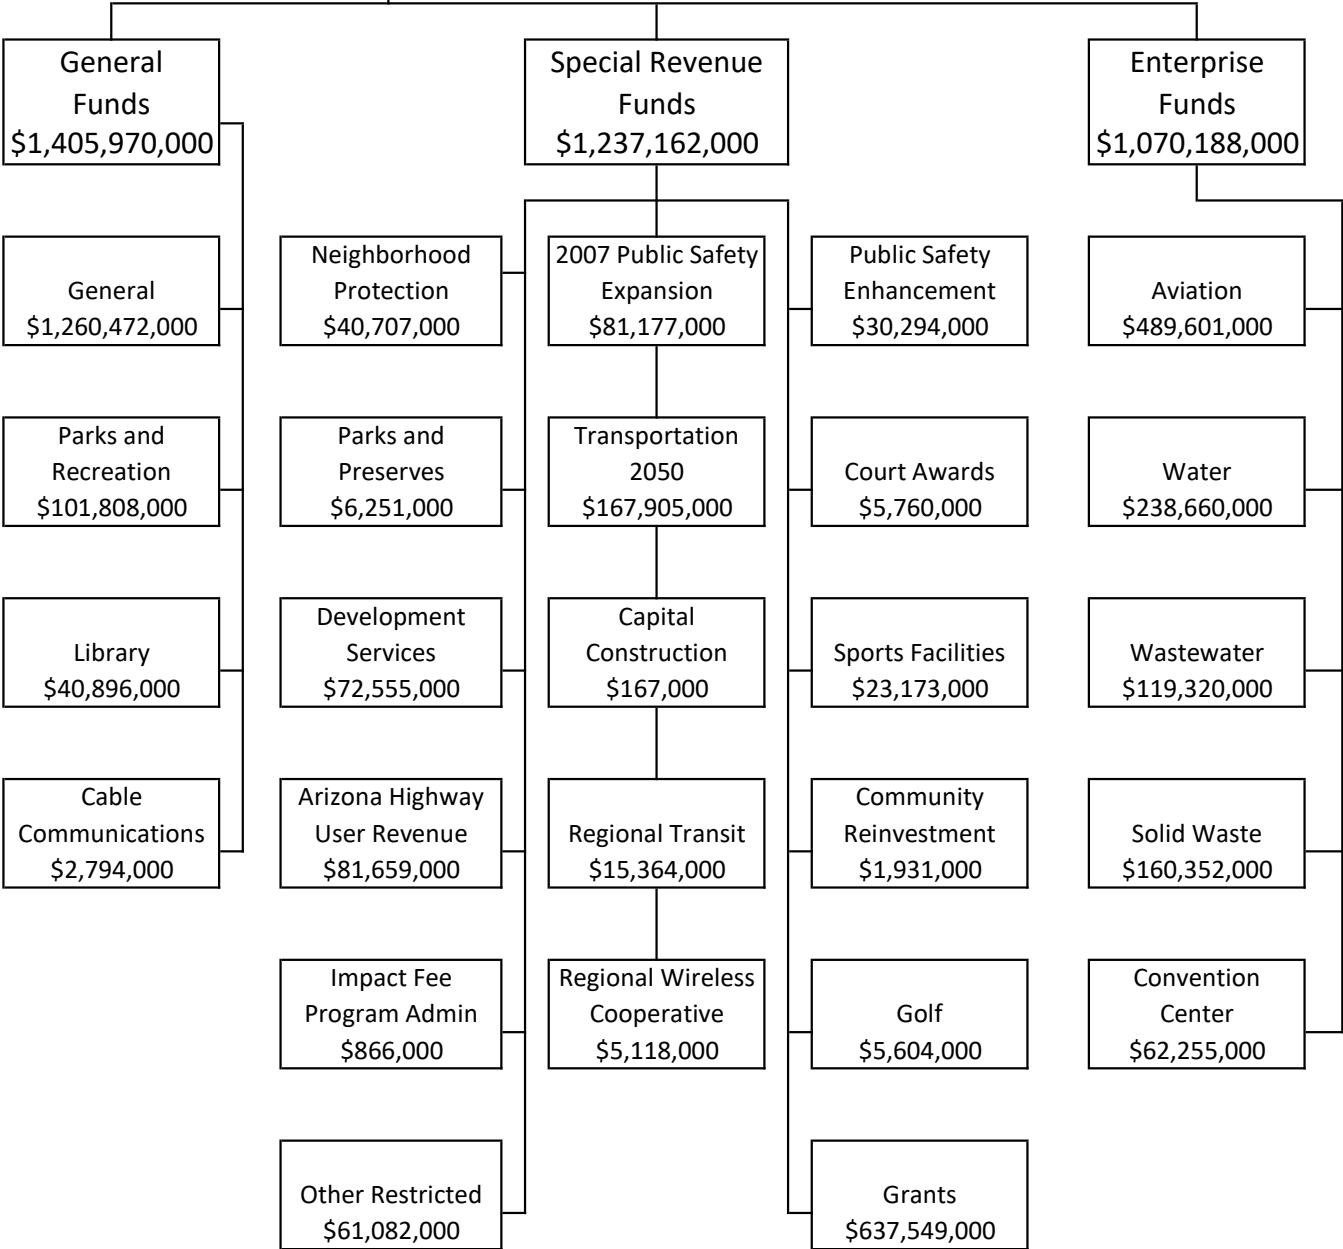 General
Funds
$1,405,970,000
Special Revenue
Funds
$1,237,162,000
Enterprise
Funds
$1,070,188,000
General
$1,260,472,000
Neighborhood
Protection
$40,707,000
2007 Public Safety
Expansion
$81,177,000
Public Safety
Enhancement
$30,294,000
Aviation
$489,601,000
Parks and
Recreation
$101,808,000
Parks and
Preserves
$6,251,000
Transportation
2050
$167,905,000
Court Awards
$5,760,000
Water
$238,660,000
Library
$40,896,000
Development
Services
$72,555,000
Capital
Construction
$167,000
Sports Facilities
$23,173,000
Wastewater
$119,320,000
Cable
Communications
$2,794,000
Arizona Highway
User Revenue
$81,659,000
Regional Transit
$15,364,000
Community
Reinvestment
$1,931,000
Solid Waste
$160,352,000
Impact Fee
Program Admin
$866,000
Regional Wireless
Cooperative
$5,118,000
Golf
$5,604,000
Convention
Center
$62,255,000
Other Restricted
$61,082,000
Grants
$637,549,000